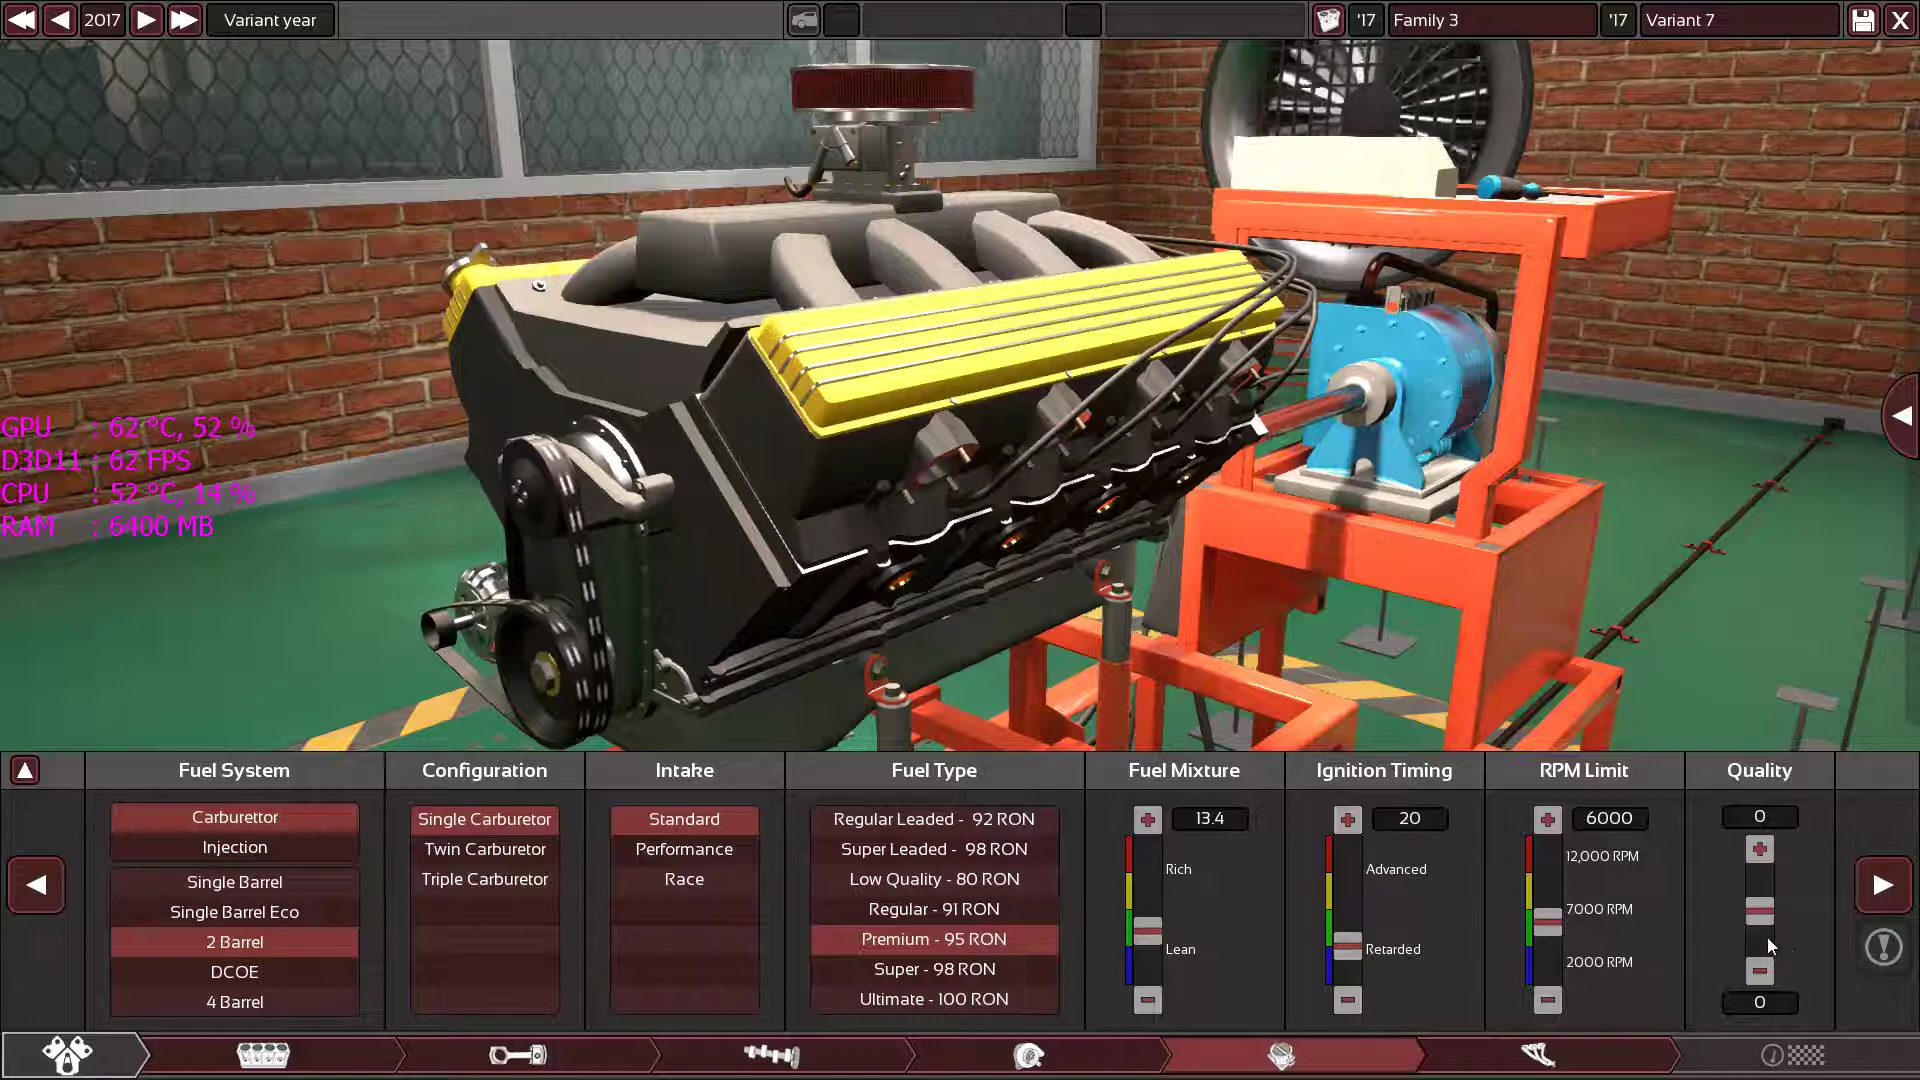 2017 Variant year '17 Family 3 '17 Variant 7
GPU : 62 °C, 52 %
D3D11 : 62 FPS
CPU : 52 °C, 14 %
RAM : 6400 MB
Fuel System
Carburettor
Injection
Single Barrel
Single Barrel Eco
2 Barrel
DCOE
4 Barrel
Configuration
Single Carburetor
Twin Carburetor
Triple Carburetor
Intake
Standard
Performance
Race
Fuel Type
Regular Leaded - 92 RON
Super Leaded - 98 RON
Low Quality - 80 RON
Regular - 91 RON
Premium - 95 RON
Super - 98 RON
Ultimate - 100 RON
Fuel Mixture
13.4
Rich
Lean
Ignition Timing
20
Advanced
Retarded
RPM Limit
6000
12,000 RPM
7000 RPM
2000 RPM
Quality
0
0